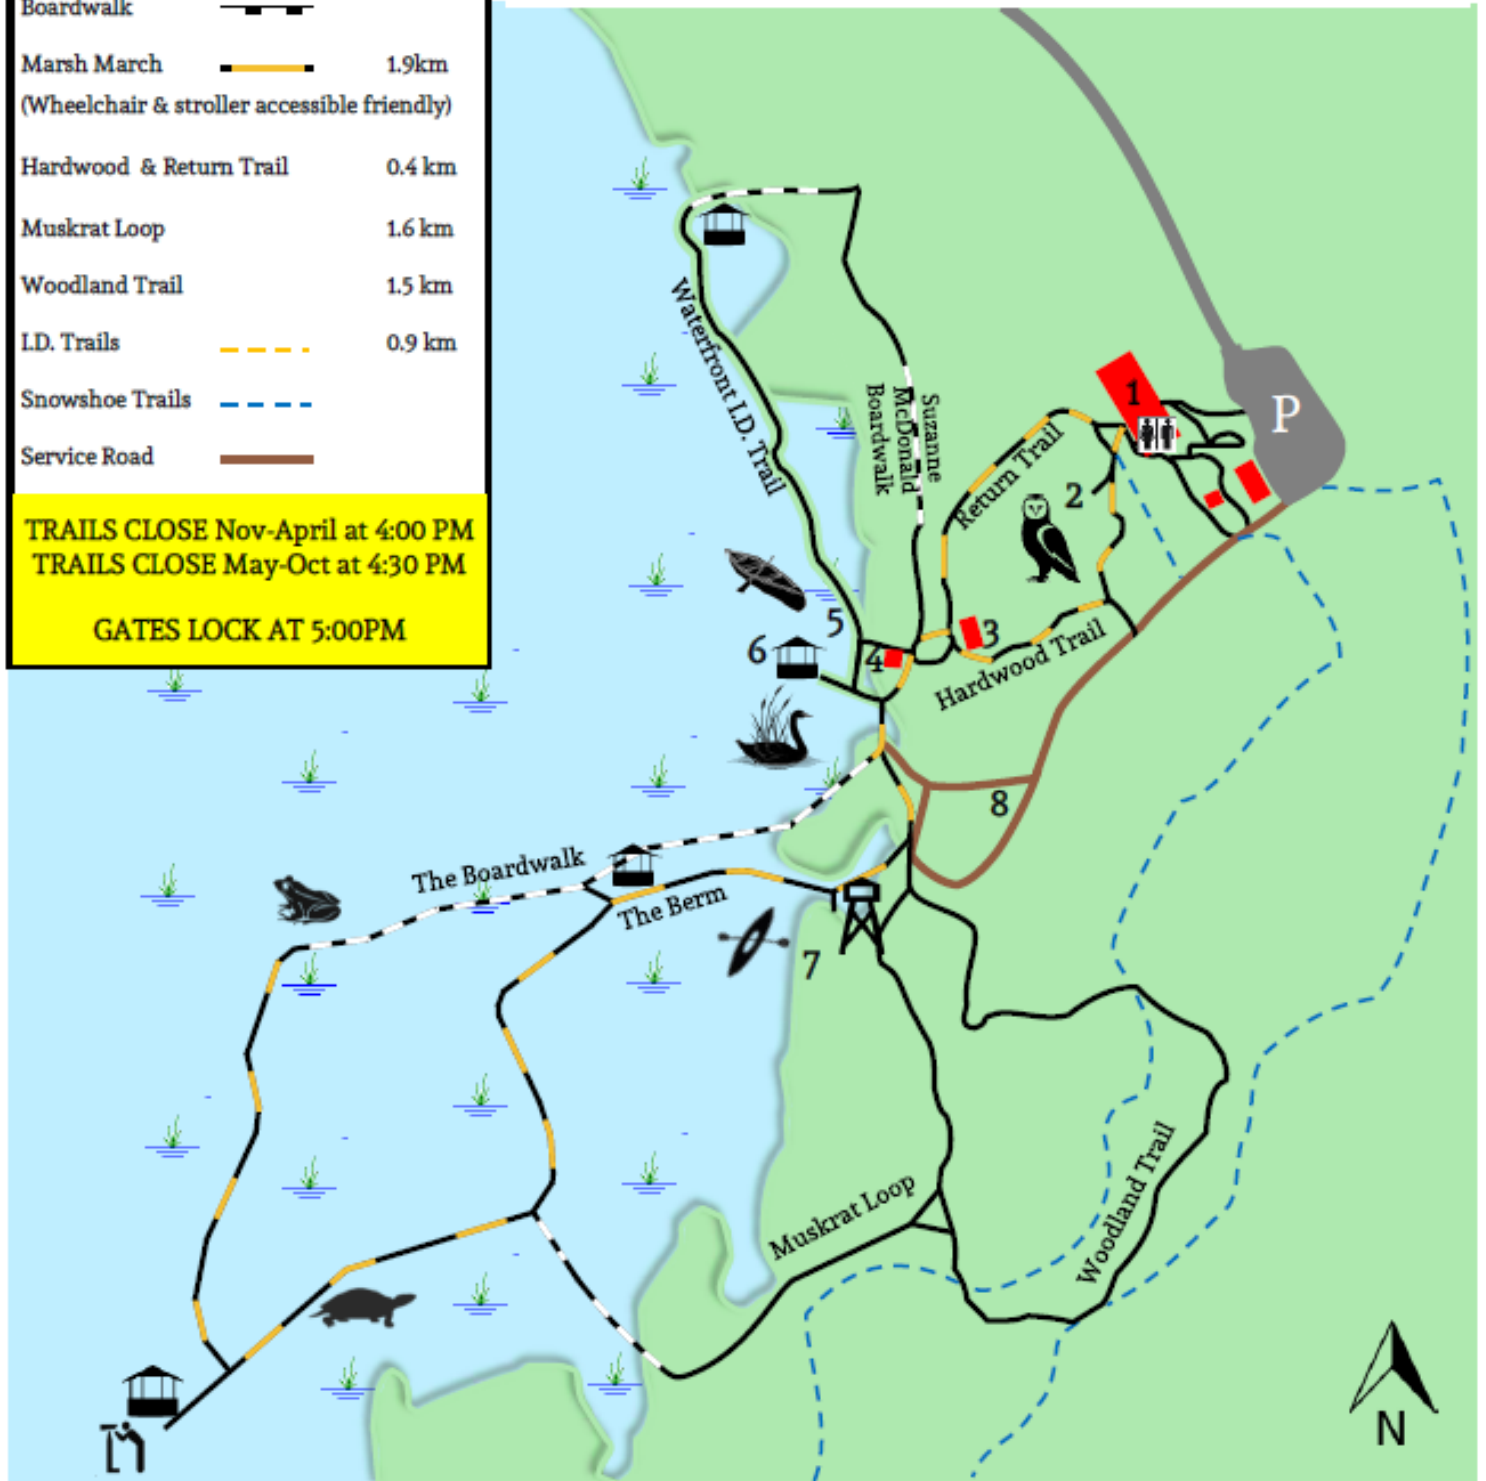 Boardwalk
Marsh March 1.9km
(Wheelchair & stroller accessible friendly)
Hardwood & Return Trail 0.4 km
Muskrat Loop 1.6 km
Woodland Trail 1.5 km
I.D. Trails 0.9 km
Snowshoe Trails
Service Road
TRAILS CLOSE Nov-April at 4:00 PM
TRAILS CLOSE May-Oct at 4:30 PM
GATES LOCK AT 5:00PM
Waterfront I.D. Trail
Suzanne
McDonald
Boardwalk
Return Trail
1
P
2
3
4
5
6
Hardwood Trail
8
The Boardwalk
The Berm
7
Muskrat Loop
Woodland Trail
N